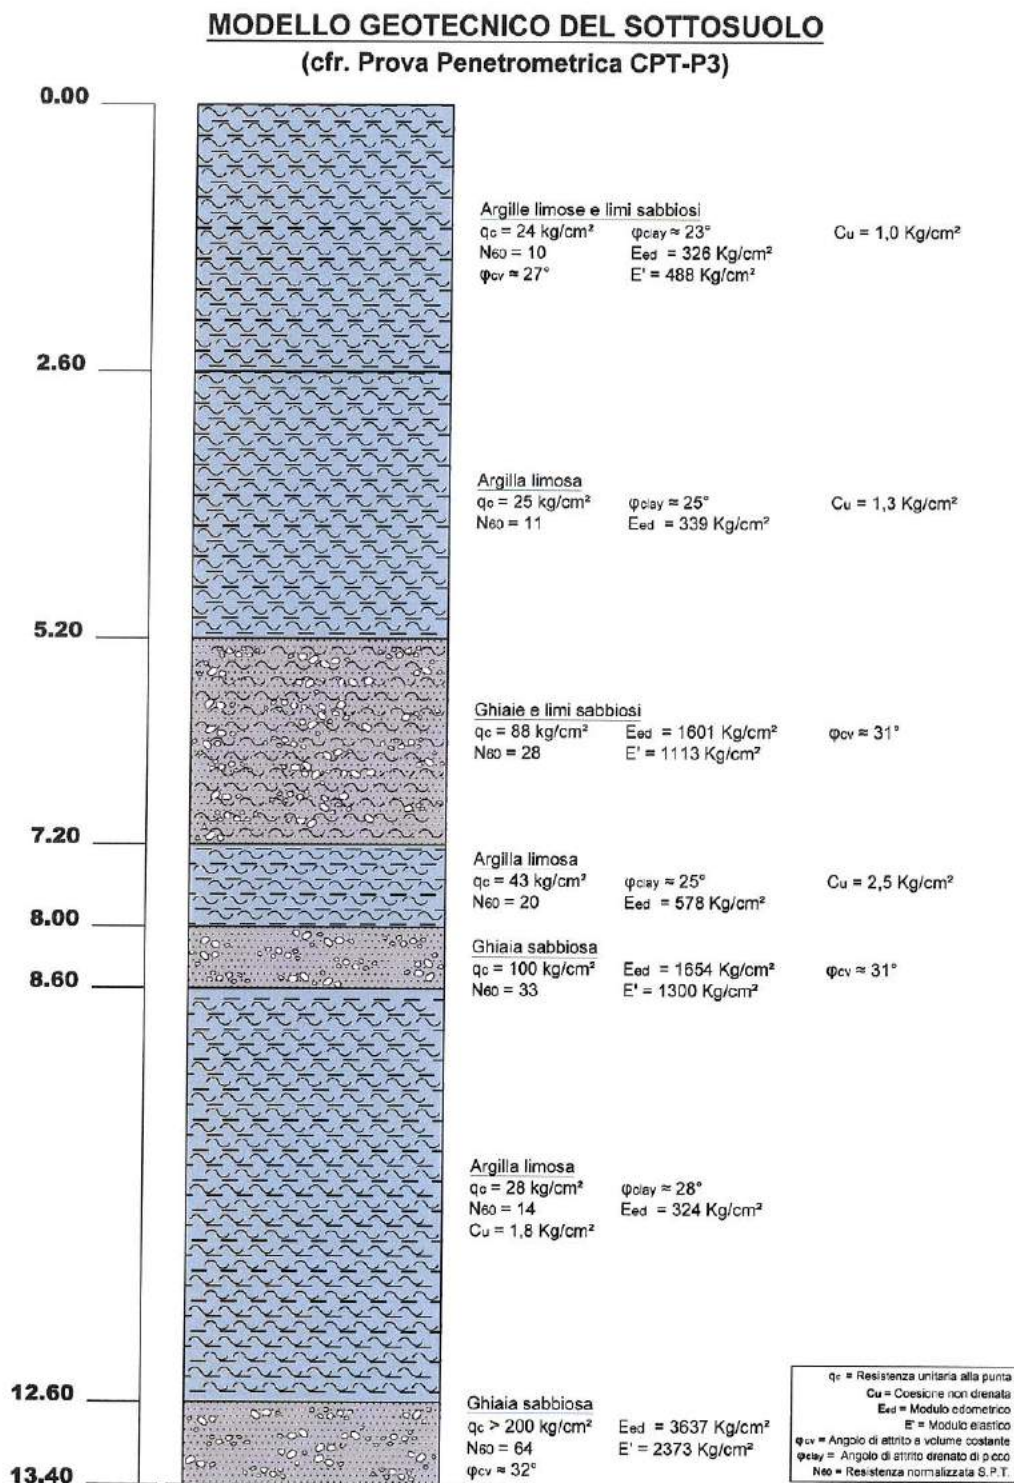 MODELLO GEOTECNICO DEL SOTTOSUOLO
(cfr. Prova Penetrometrica CPT-P3)
0.00
Argille limose e limi sabbiosi
qc = 24 kg/cm² φclay ≈ 23° Cu = 1,0 Kg/cm²
N60 = 10 Eed = 326 Kg/cm²
φcv ≈ 27° E' = 488 Kg/cm²
2.60
Argilla limosa
qc = 25 kg/cm² φclay ≈ 25° Cu = 1,3 Kg/cm²
N60 = 11 Eed = 339 Kg/cm²
5.20
Ghiaie e limi sabbiosi
qc = 88 kg/cm² Eed = 1601 Kg/cm² φcv ≈ 31°
N60 = 28 E' = 1113 Kg/cm²
7.20
Argilla limosa
qc = 43 kg/cm² φclay ≈ 25° Cu = 2,5 Kg/cm²
N60 = 20 Eed = 578 Kg/cm²
8.00
Ghiaia sabbiosa
qc = 100 kg/cm² Eed = 1654 Kg/cm² φcv ≈ 31°
8.60
N60 = 33 E' = 1300 Kg/cm²
Argilla limosa
qc = 28 kg/cm² φclay ≈ 28°
N60 = 14 Eed = 324 Kg/cm²
Cu = 1,8 Kg/cm²
12.60
Ghiaia sabbiosa
qc > 200 kg/cm² Eed = 3637 Kg/cm²
N60 = 64 E' = 2373 Kg/cm²
φcv ≈ 32°
13.40
qc = Resistenza unitaria alla punta
Cu = Coesione non drenata
Eed = Modulo edometrico
E' = Modulo elastico
φcv = Angolo di attrito a volume costante
φclay = Angolo di attrito drenato di picco
N60 = Resistenza normalizzata S.P.T.